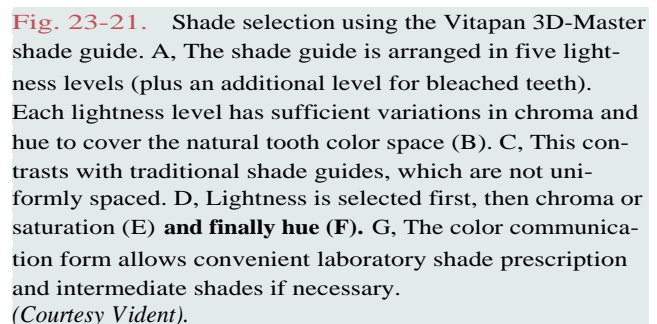 Fig. 23-21. Shade selection using the Vitapan 3D-Master
shade guide. A, The shade guide is arranged in five light-
ness levels (plus an additional level for bleached teeth).
Each lightness level has sufficient variations in chroma and
hue to cover the natural tooth color space (B). C, This con-
trasts with traditional shade guides, which are not uni-
formly spaced. D, Lightness is selected first, then chroma or
saturation (E) and finally hue (F). G, The color communica-
tion form allows convenient laboratory shade prescription
and intermediate shades if necessary.
(Courtesy Vident).